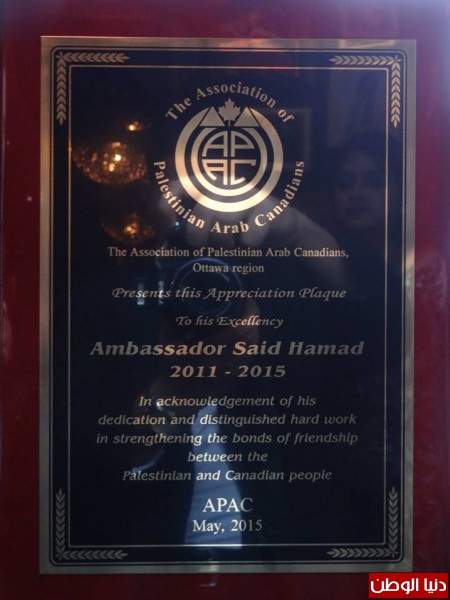 The Association of
Palestinian Arab Canadians
AP
AC
The Association of Palestinian Arab Canadians,
Ottawa region
Presents this Appreciation Plaque
To his Excellency
Ambassador Said Hamad
2011 - 2015
In acknowledgement of his
dedication and distinguished hard work
in strengthening the bonds of friendship
between the
Palestinian and Canadian people
APAC
May, 2015
دنيا الوطن